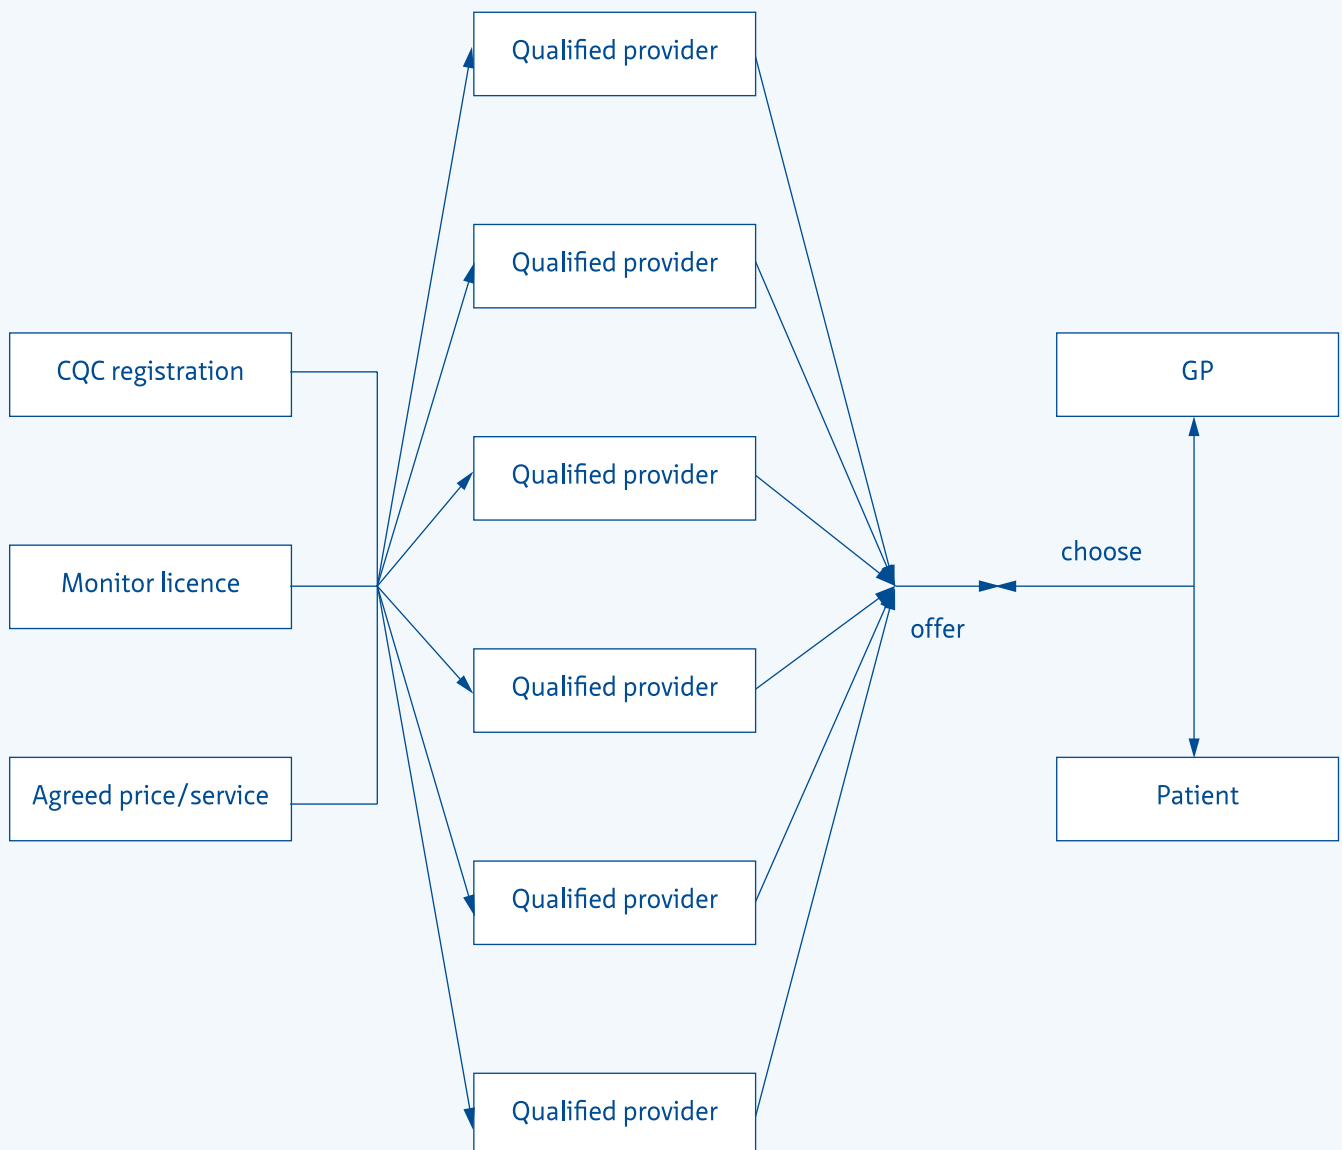 Qualified provider
Qualified provider
CQC registration
GP
Qualified provider
choose
Monitor licence
offer
Qualified provider
Agreed price/service
Patient
Qualified provider
Qualified provider